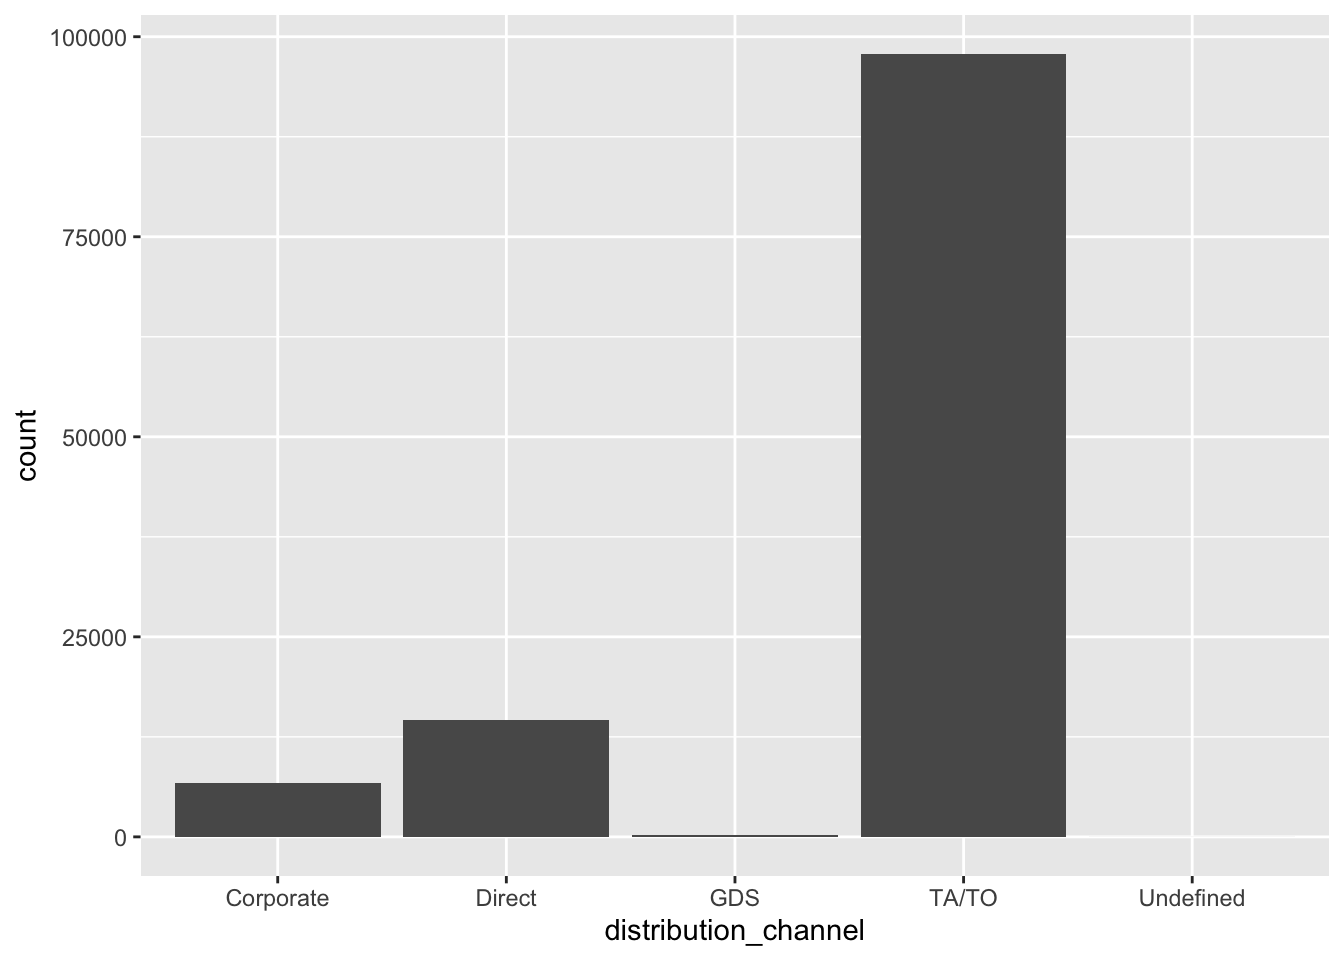 100000
75000
50000
25000
0
count
Corporate Direct GDS TA/TO Undefined
distribution_channel